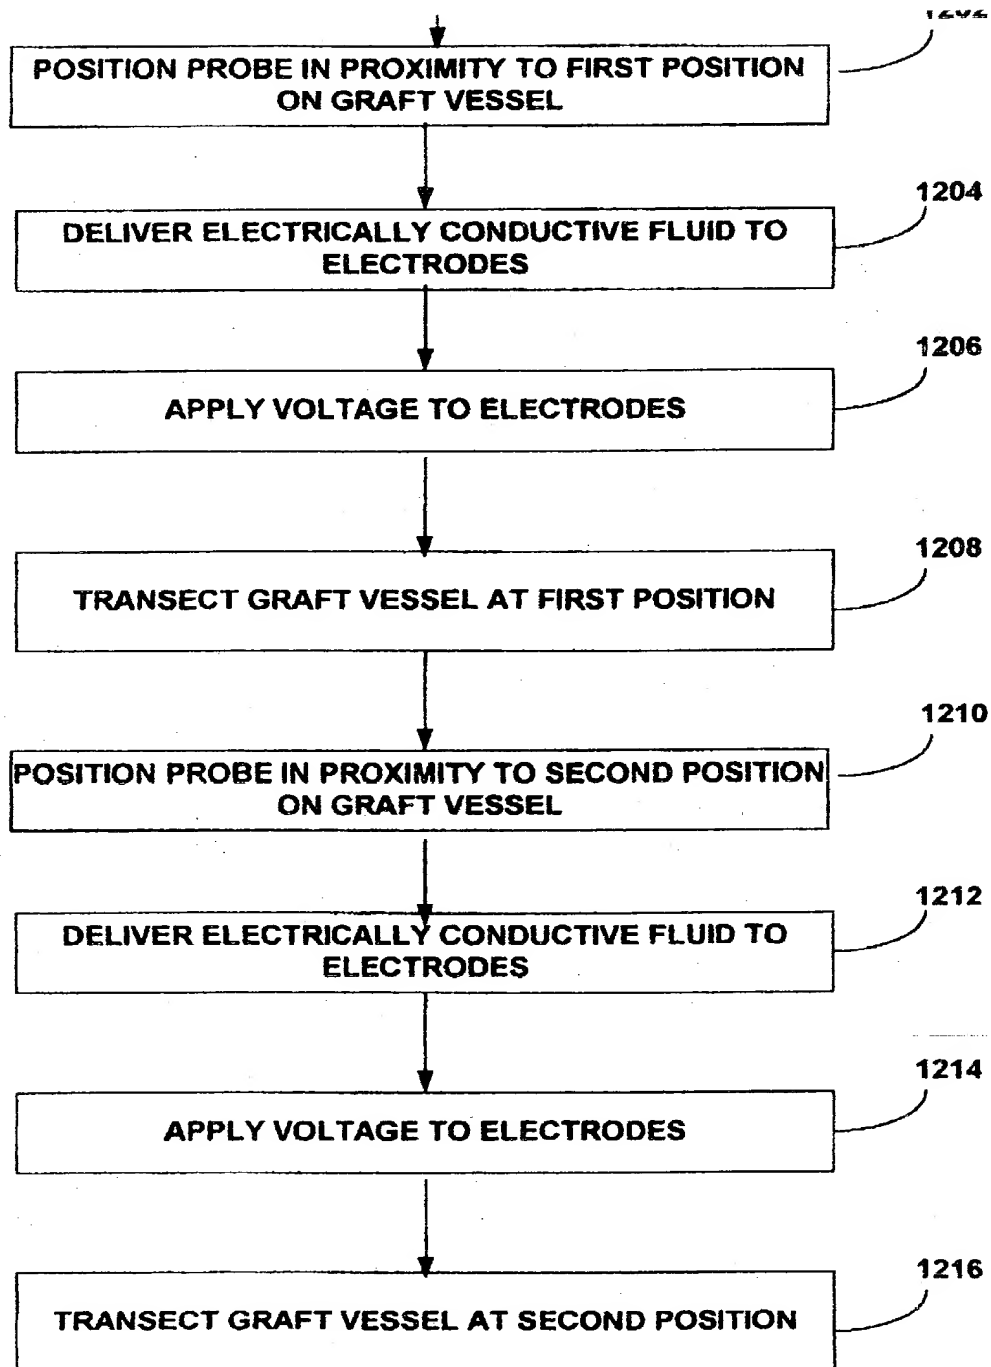 POSITION PROBE IN PROXIMITY TO FIRST POSITION
ON GRAFT VESSEL
1204
DELIVER ELECTRICALLY CONDUCTIVE FLUID TO
ELECTRODES
1206
APPLY VOLTAGE TO ELECTRODES
1208
TRANSECT GRAFT VESSEL AT FIRST POSITION
1210
POSITION PROBE IN PROXIMITY TO SECOND POSITION
ON GRAFT VESSEL
1212
DELIVER ELECTRICALLY CONDUCTIVE FLUID TO
ELECTRODES
1214
APPLY VOLTAGE TO ELECTRODES
1216
TRANSECT GRAFT VESSEL AT SECOND POSITION